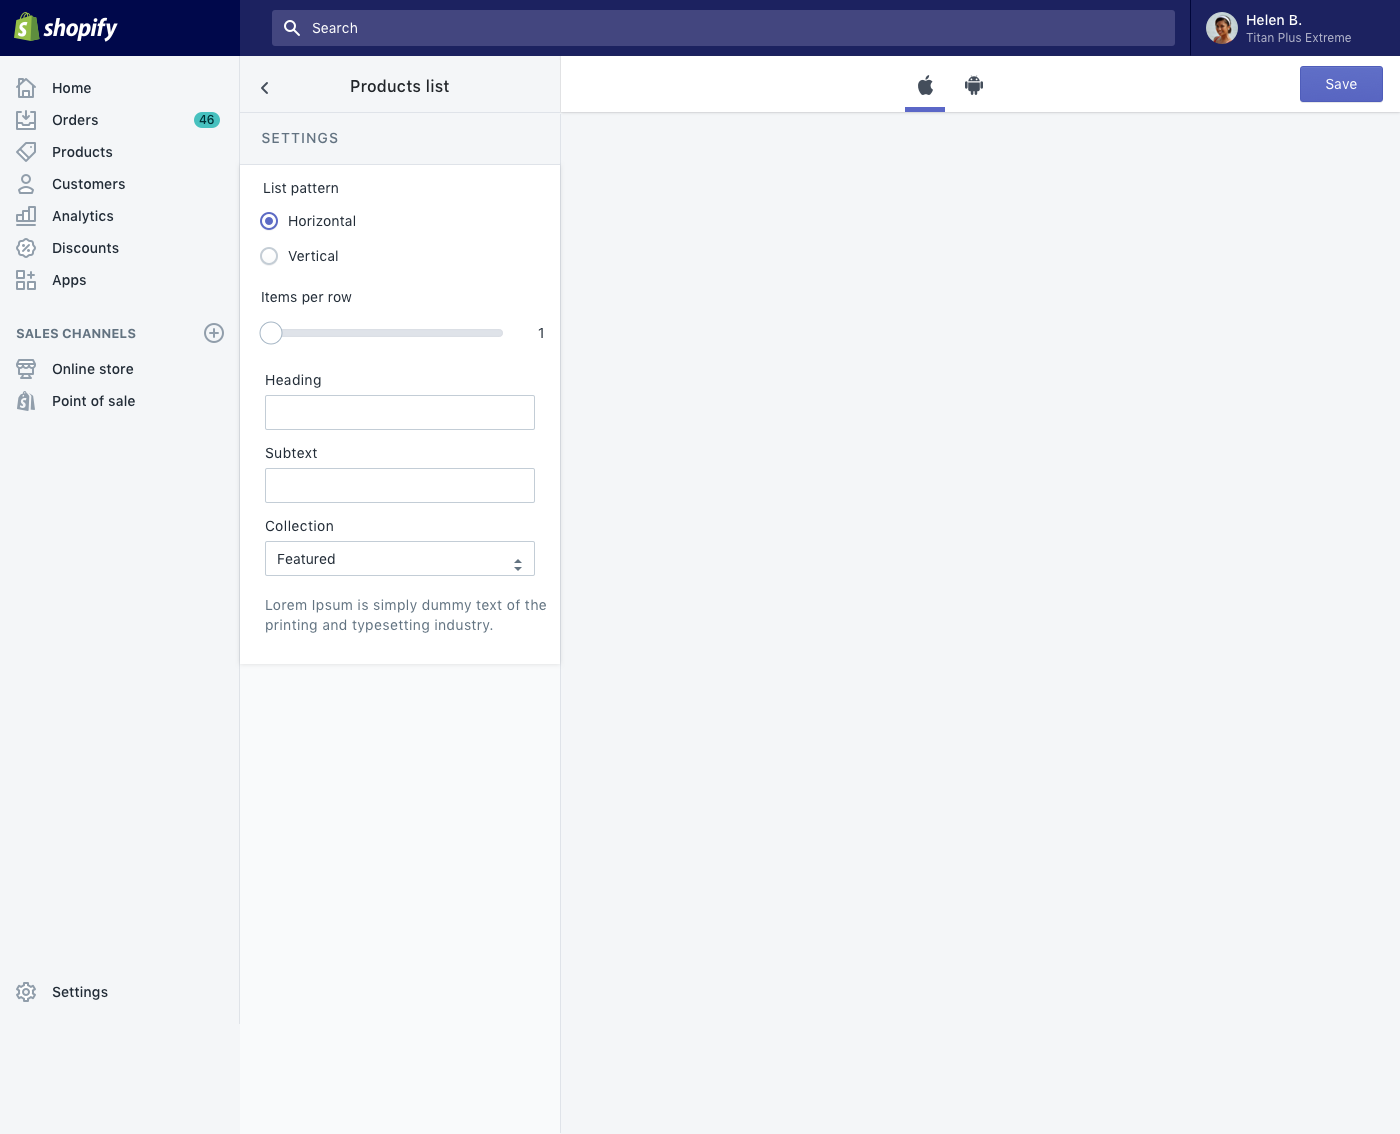 shopify
Search
Helen B.
Titan Plus Extreme
Home
Orders
46
Products
Customers
Analytics
Discounts
Apps
SALES CHANNELS
Online store
Point of sale
Settings
Products list
SETTINGS
List pattern
Horizontal
Vertical
Items per row
1
Heading
Subtext
Collection
Featured
Lorem Ipsum is simply dummy text of the
printing and typesetting industry.
Save